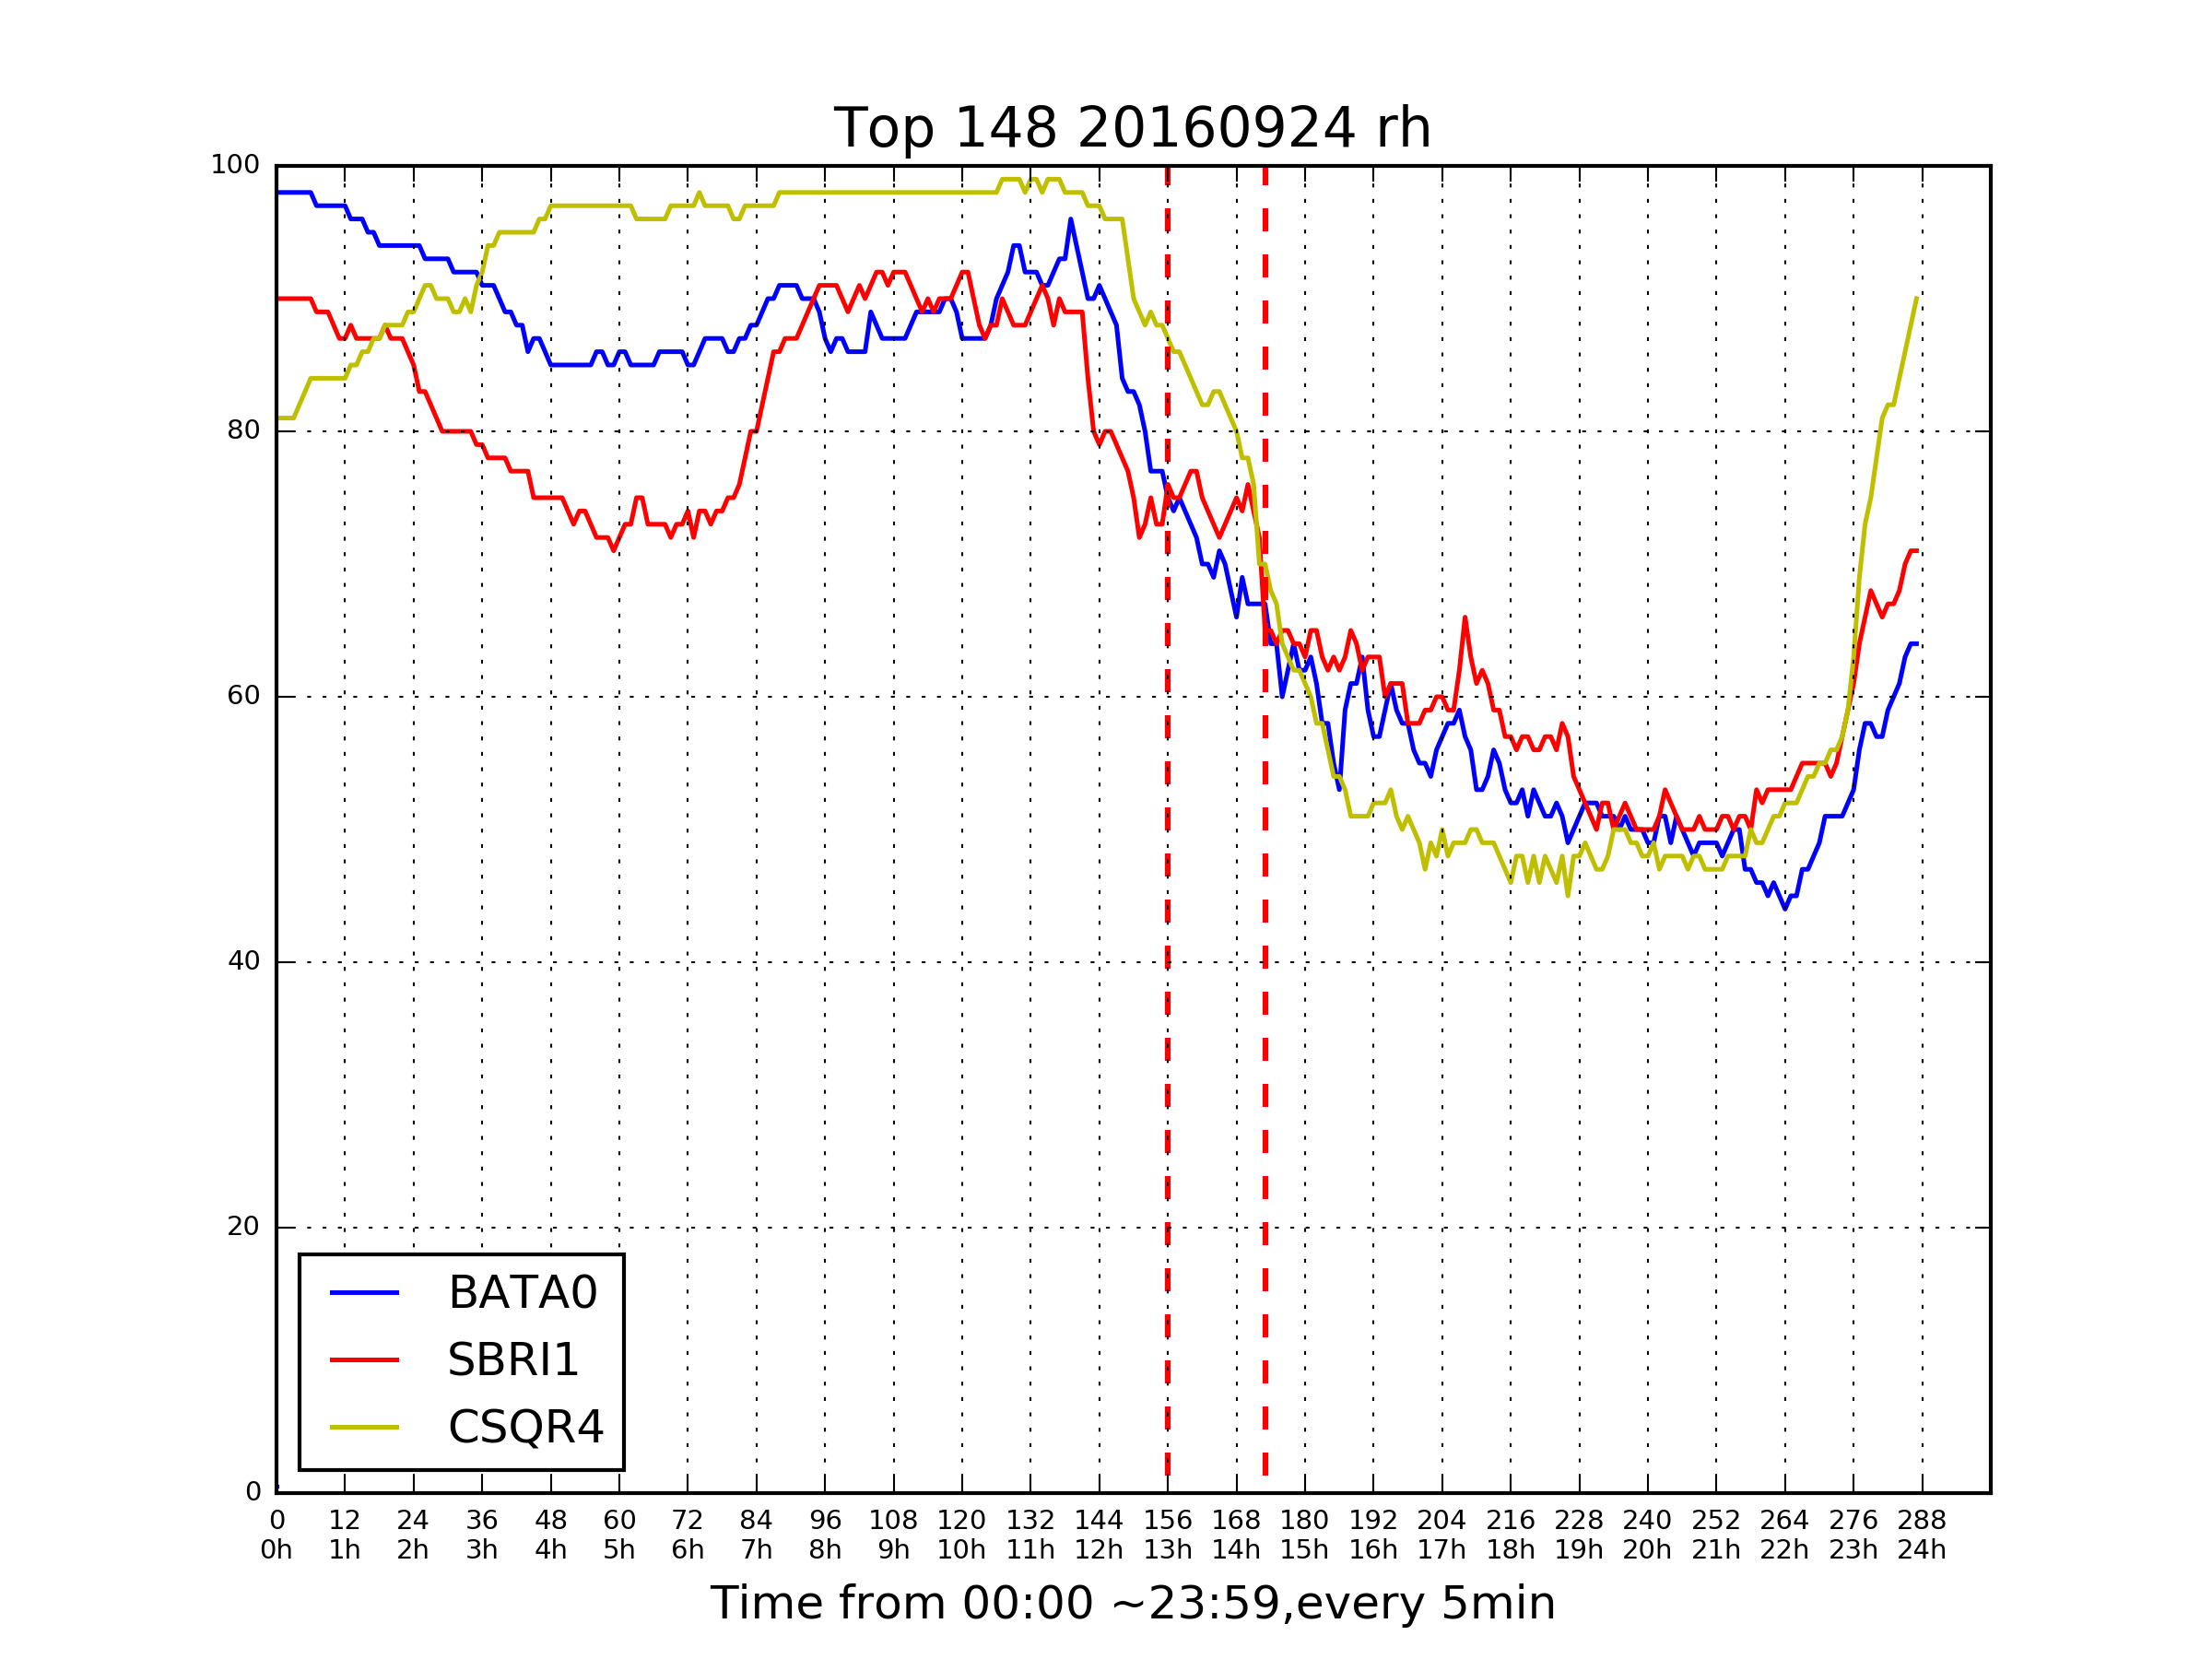 Top 148 20160924 rh
100
80
60
40
20
0
BATA0
SBRI1
CSQR4
0 12 24 36 48 60 72 84 96 108 120 132 144 156 168 180 192 204 216 228 240 252 264 276 288
0h 1h 2h 3h 4h 5h 6h 7h 8h 9h 10h 11h 12h 13h 14h 15h 16h 17h 18h 19h 20h 21h 22h 23h 24h
Time from 00:00 ~23:59,every 5min